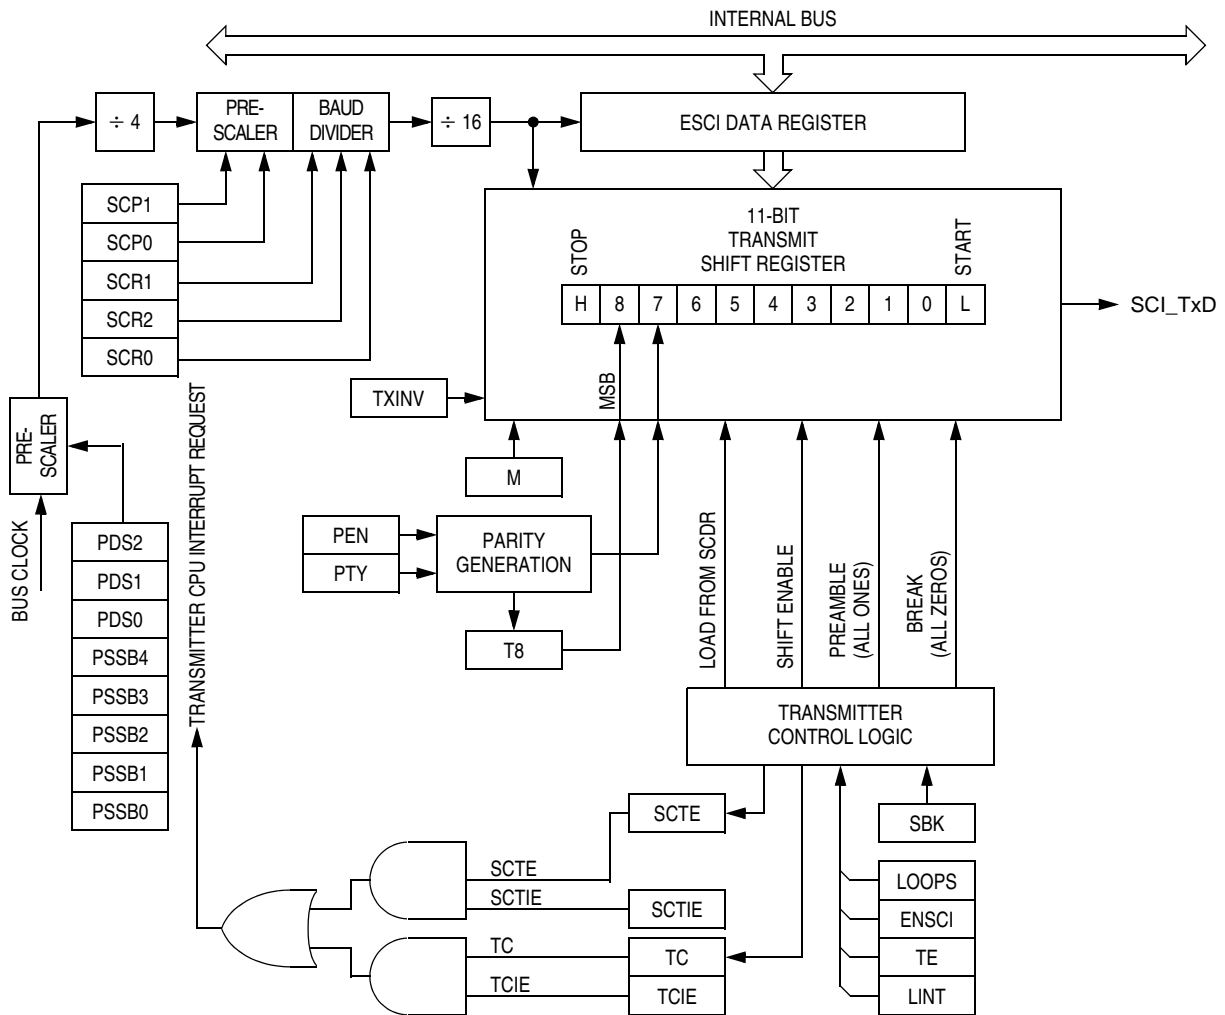 INTERNAL BUS
÷ 4
PRE-
SCALER
BAUD
DIVIDER
÷ 16
ESCI DATA REGISTER
SCP1
SCP0
SCR1
SCR2
SCR0
11-BIT
TRANSMIT
SHIFT REGISTER
STOP
START
H 8 7 6 5 4 3 2 1 0 L
SCI_TxD
MSB
TXINV
M
PRE-
SCALER
BUS CLOCK
TRANSMITTER CPU INTERRUPT REQUEST
PDS2
PDS1
PDS0
PSSB4
PSSB3
PSSB2
PSSB1
PSSB0
PEN
PTY
PARITY
GENERATION
T8
LOAD FROM SCDR
SHIFT ENABLE
PREAMBLE
(ALL ONES)
BREAK
(ALL ZEROS)
TRANSMITTER
CONTROL LOGIC
SCTE
SBK
SCTE
SCTIE
SCTIE
TC
TC
TCIE
TCIE
LOOPS
ENSCI
TE
LINT